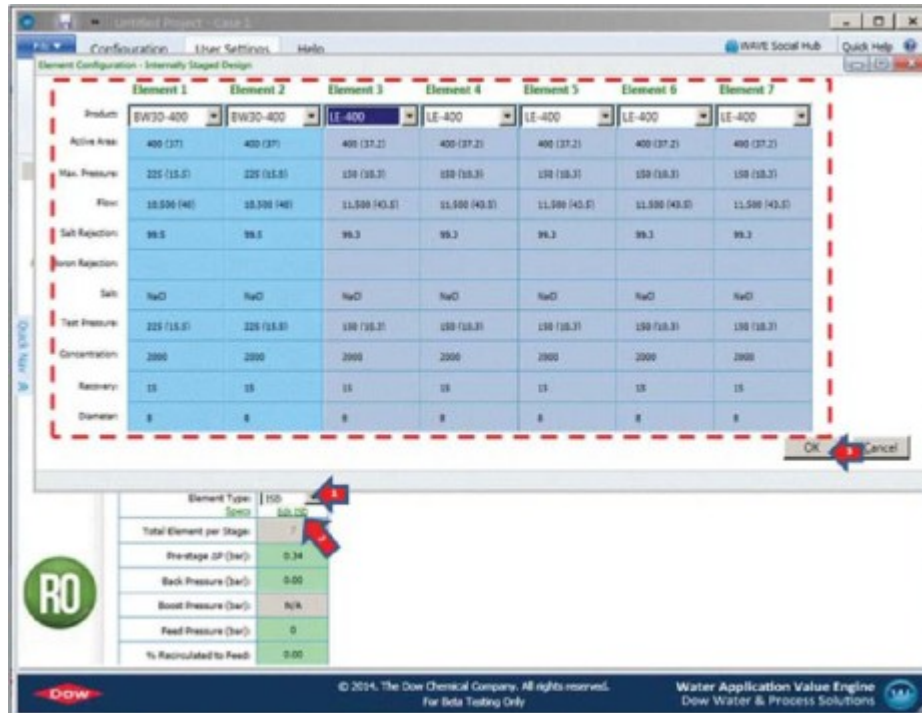 Untitled Project - Case 1
Configuration User Settings Help WAVE Social Hub Quick Help
Element Configuration - Internally Staged Design
Element 1 Element 2 Element 3 Element 4 Element 5 Element 6 Element 7
Product: BW30-400 BW30-400 LE-400 LE-400 LE-400 LE-400 LE-400
Active Area: 400 (37) 400 (37) 400 (37.2) 400 (37.2) 400 (37.2) 400 (37.2) 400 (37.2)
Max. Pressure: 225 (15.5) 225 (15.5) 150 (10.3) 150 (10.3) 150 (10.3) 150 (10.3) 150 (10.3)
Flow: 10,500 (40) 10,500 (40) 11,500 (43.5) 11,500 (43.5) 11,500 (43.5) 11,500 (43.5) 11,500 (43.5)
Salt Rejection: 99.5 99.5 99.3 99.3 99.3 99.3 99.3
Boron Rejection:
Salt: NaCl NaCl NaCl NaCl NaCl NaCl NaCl
Test Pressure: 225 (15.5) 225 (15.5) 150 (10.3) 150 (10.3) 150 (10.3) 150 (10.3) 150 (10.3)
Concentration: 2000 2000 2000 2000 2000 2000 2000
Recovery: 15 15 15 15 15 15 15
Diameter: 8 8 8 8 8 8 8
OK 3 Cancel
Quick Nav
Element Type: ISD 1
Specs Edit ISD 2
Total Element per Stage: 7
Pre-stage ΔP (bar): 0.34
Back Pressure (bar): 0.00
Boost Pressure (bar): N/A
Feed Pressure (bar): 0
% Recirculated to Feed: 0.00
RO
Dow
© 2014, The Dow Chemical Company. All rights reserved.
For Beta Testing Only
Water Application Value Engine
Dow Water & Process Solutions
W